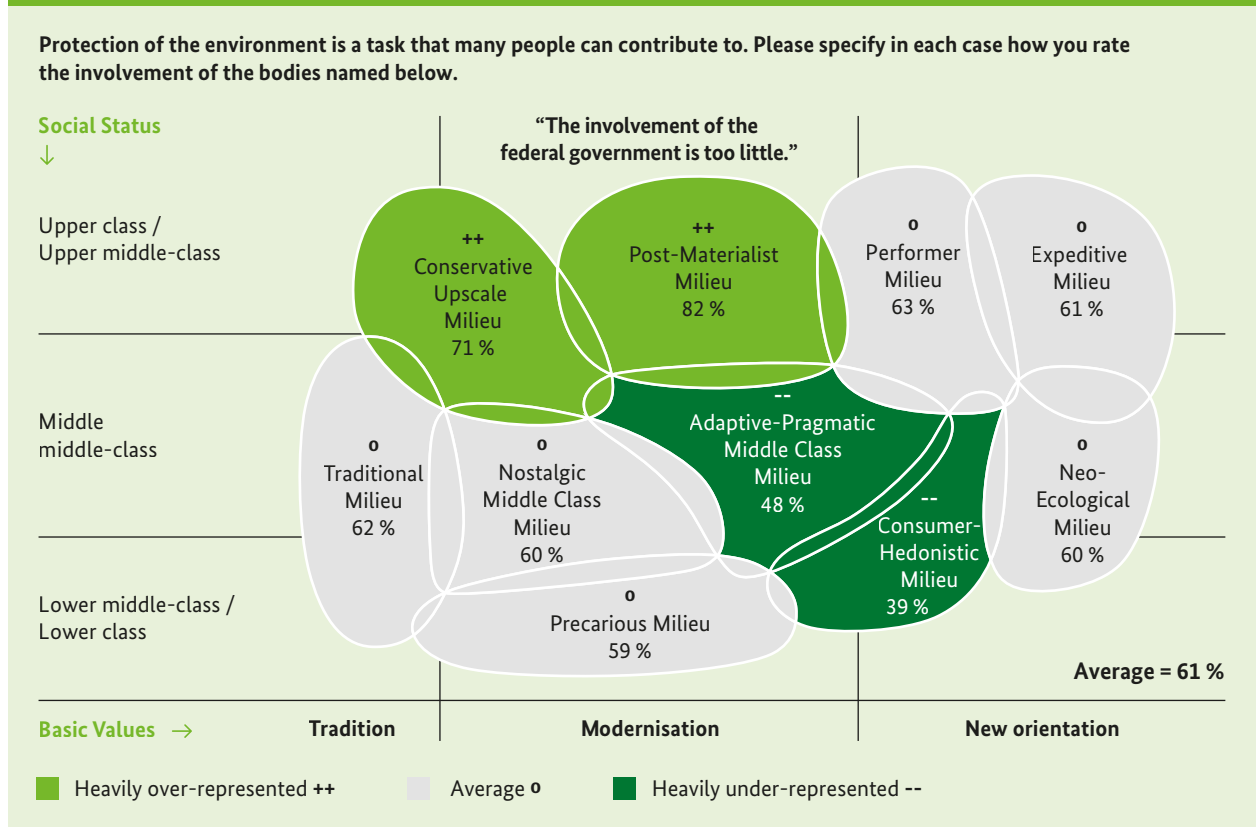 Protection of the environment is a task that many people can contribute to. Please specify in each case how you rate
the involvement of the bodies named below.
Social Status
↓
“The involvement of the
federal government is too little.”
Upper class /
Upper middle-class
++
Conservative
Upscale
Milieu
71 %
++
Post-Materialist
Milieu
82 %
o
Performer
Milieu
63 %
o
Expeditive
Milieu
61 %
Middle
middle-class
o
Traditional
Milieu
62 %
o
Nostalgic
Middle Class
Milieu
60 %
--
Adaptive-Pragmatic
Middle Class
Milieu
48 %
--
Consumer-
Hedonistic
Milieu
39 %
o
Neo-
Ecological
Milieu
60 %
Lower middle-class /
Lower class
o
Precarious Milieu
59 %
Average = 61 %
Basic Values →
Tradition
Modernisation
New orientation
Heavily over-represented ++
Average o
Heavily under-represented --